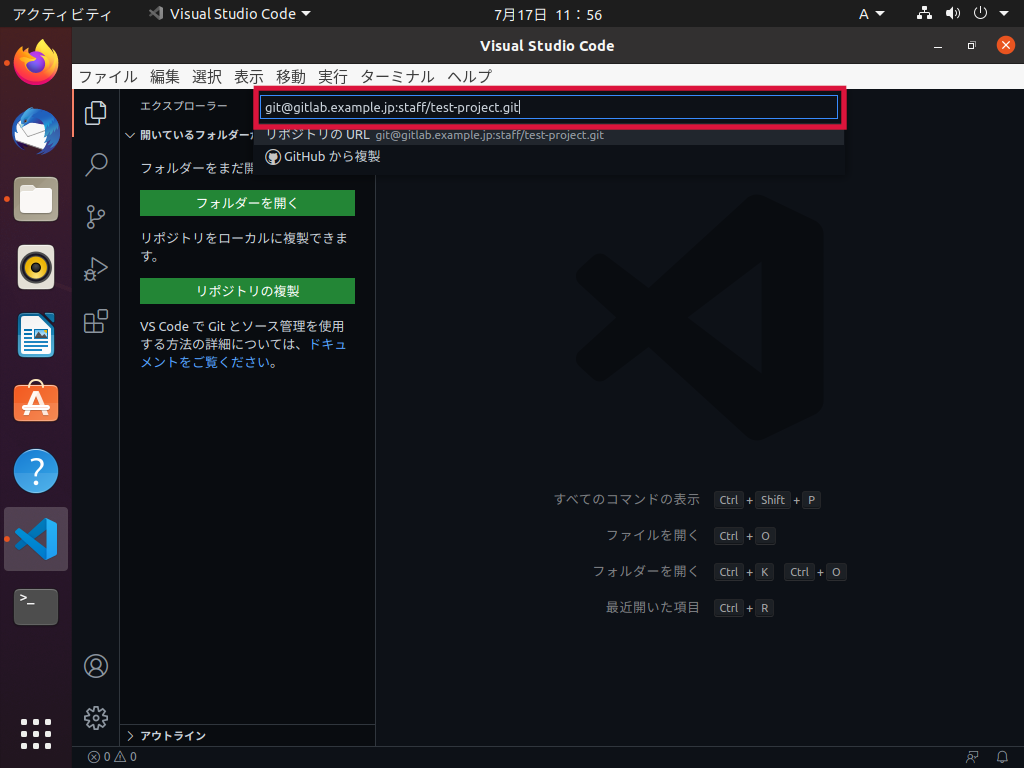 アクティビティ
Visual Studio Code
7月17日 11：56
A
Visual Studio Code
ファイル 編集 選択 表示 移動 実行 ターミナル ヘルプ
git@gitlab.example.jp:staff/test-project.git
リポジトリの URL git@gitlab.example.jp:staff/test-project.git
GitHub から複製
エクスプローラー
開いているフォルダーが
フォルダーをまだ開
フォルダーを開く
リポジトリをローカルに複製できま
す。
リポジトリの複製
VS Code で Git とソース管理を使用
する方法の詳細については、ドキュ
メントをご覧ください。
すべてのコマンドの表示 Ctrl + Shift + P
ファイルを開く Ctrl + O
フォルダーを開く Ctrl + K Ctrl + O
最近開いた項目 Ctrl + R
アウトライン
0 0